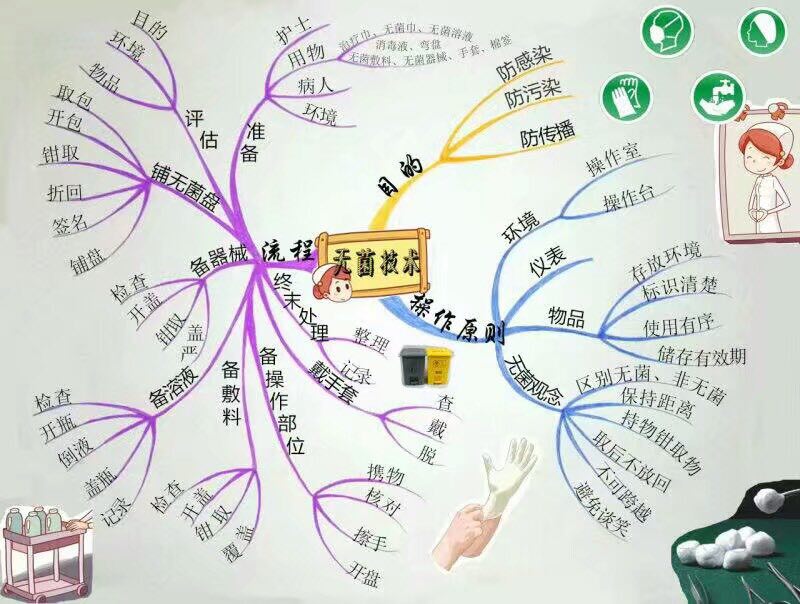 无菌技术
目的
防感染
防污染
防传播
操作原则
环境
操作室
操作台
仪表
物品
存放环境
标识清楚
使用有序
储存有效期
无菌观念
区别无菌、非无菌
保持距离
持物钳取物
取后不放回
不可跨越
避免谈笑
流程
评估
目的
环境
物品
准备
护士
用物
治疗巾、无菌巾、无菌溶液
消毒液、弯盘
无菌敷料、无菌器械、手套、棉签
病人
环境
铺无菌盘
取包
开包
钳取
折回
签名
铺盘
备器械
检查
开盖
钳取
盖严
备溶液
检查
开瓶
倒液
盖瓶
记录
备敷料
检查
开盖
钳取
覆盖
备操作部位
携物
核对
擦手
开盘
戴手套
查
戴
脱
终末处理
整理
记录